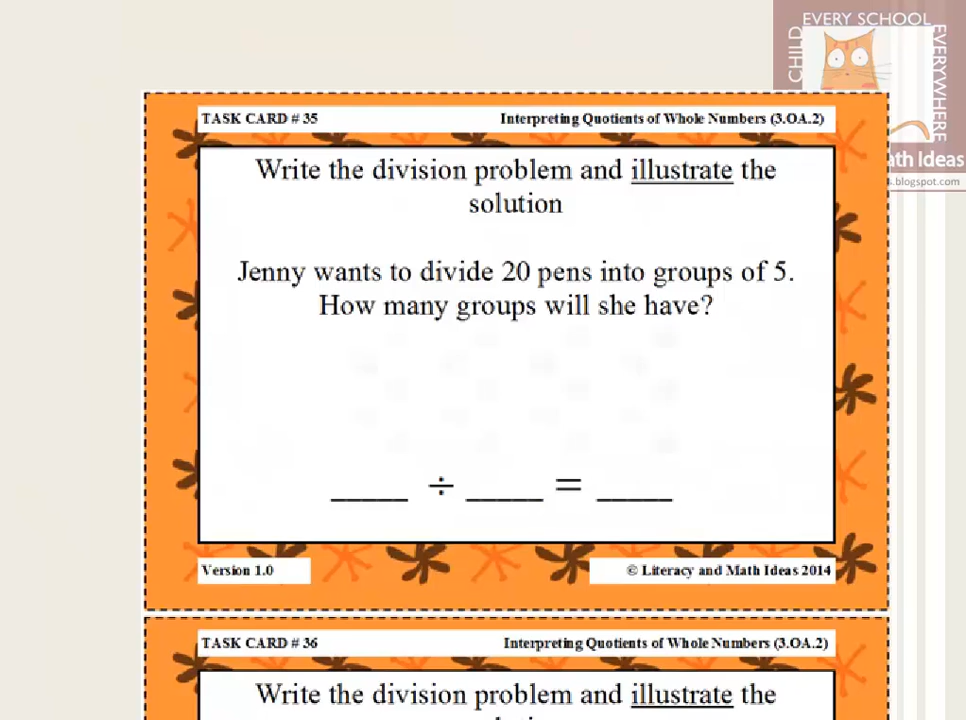 EVERY SCHOOL
CHILD
EVERYWHERE
ath Ideas
s.blogspot.com
TASK CARD # 35
Interpreting Quotients of Whole Numbers (3.OA.2)
Write the division problem and illustrate the
solution
Jenny wants to divide 20 pens into groups of 5.
How many groups will she have?
_____ ÷ _____ = _____
Version 1.0
© Literacy and Math Ideas 2014
TASK CARD # 36
Interpreting Quotients of Whole Numbers (3.OA.2)
Write the division problem and illustrate the